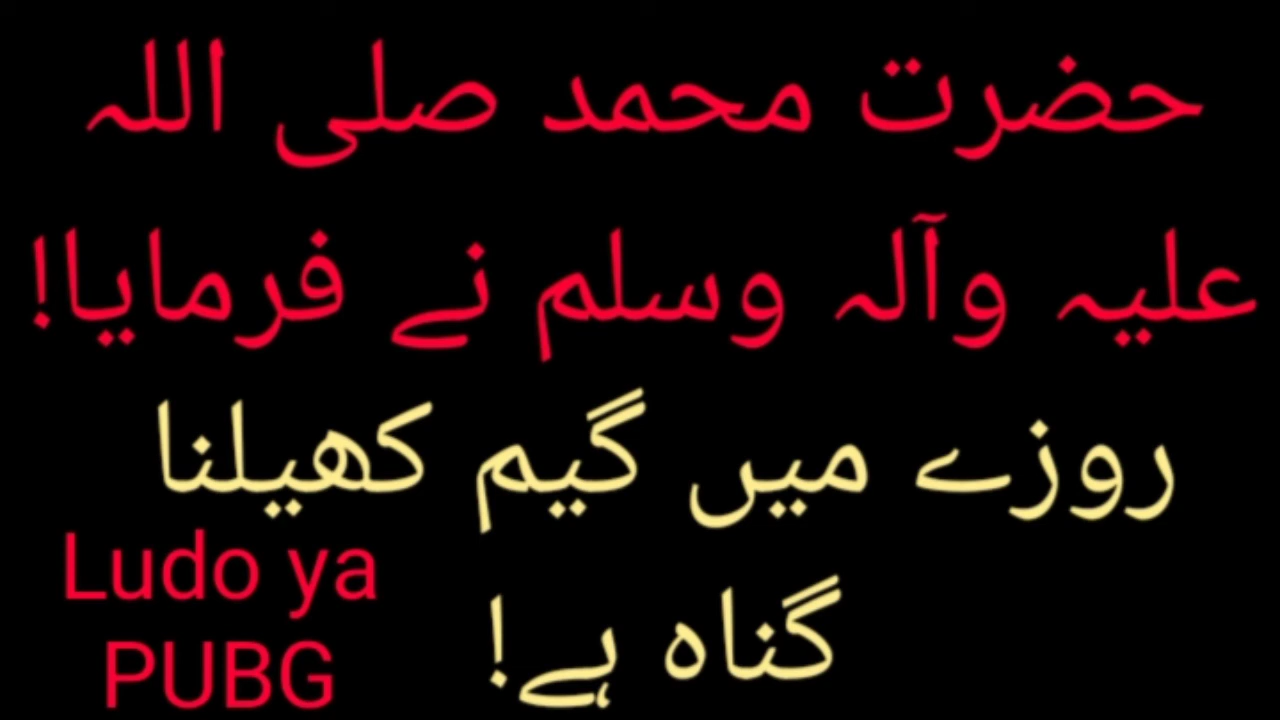 حضرت محمد صلی اللہ
علیہ وآلہ وسلم نے فرمایا!
روزے میں گیم کھیلنا
گناہ ہے!
Ludo ya
PUBG